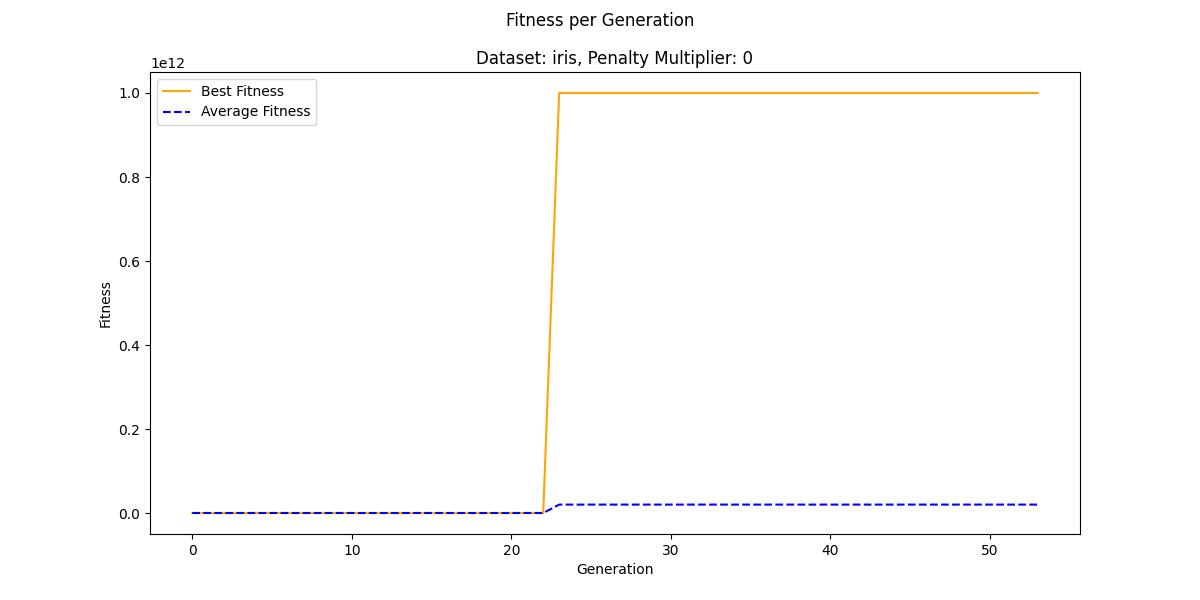 Fitness per Generation
Dataset: iris, Penalty Multiplier: 0
1e12
Best Fitness
Average Fitness
1.0
0.8
0.6
0.4
0.2
0.0
Fitness
0 10 20 30 40 50
Generation